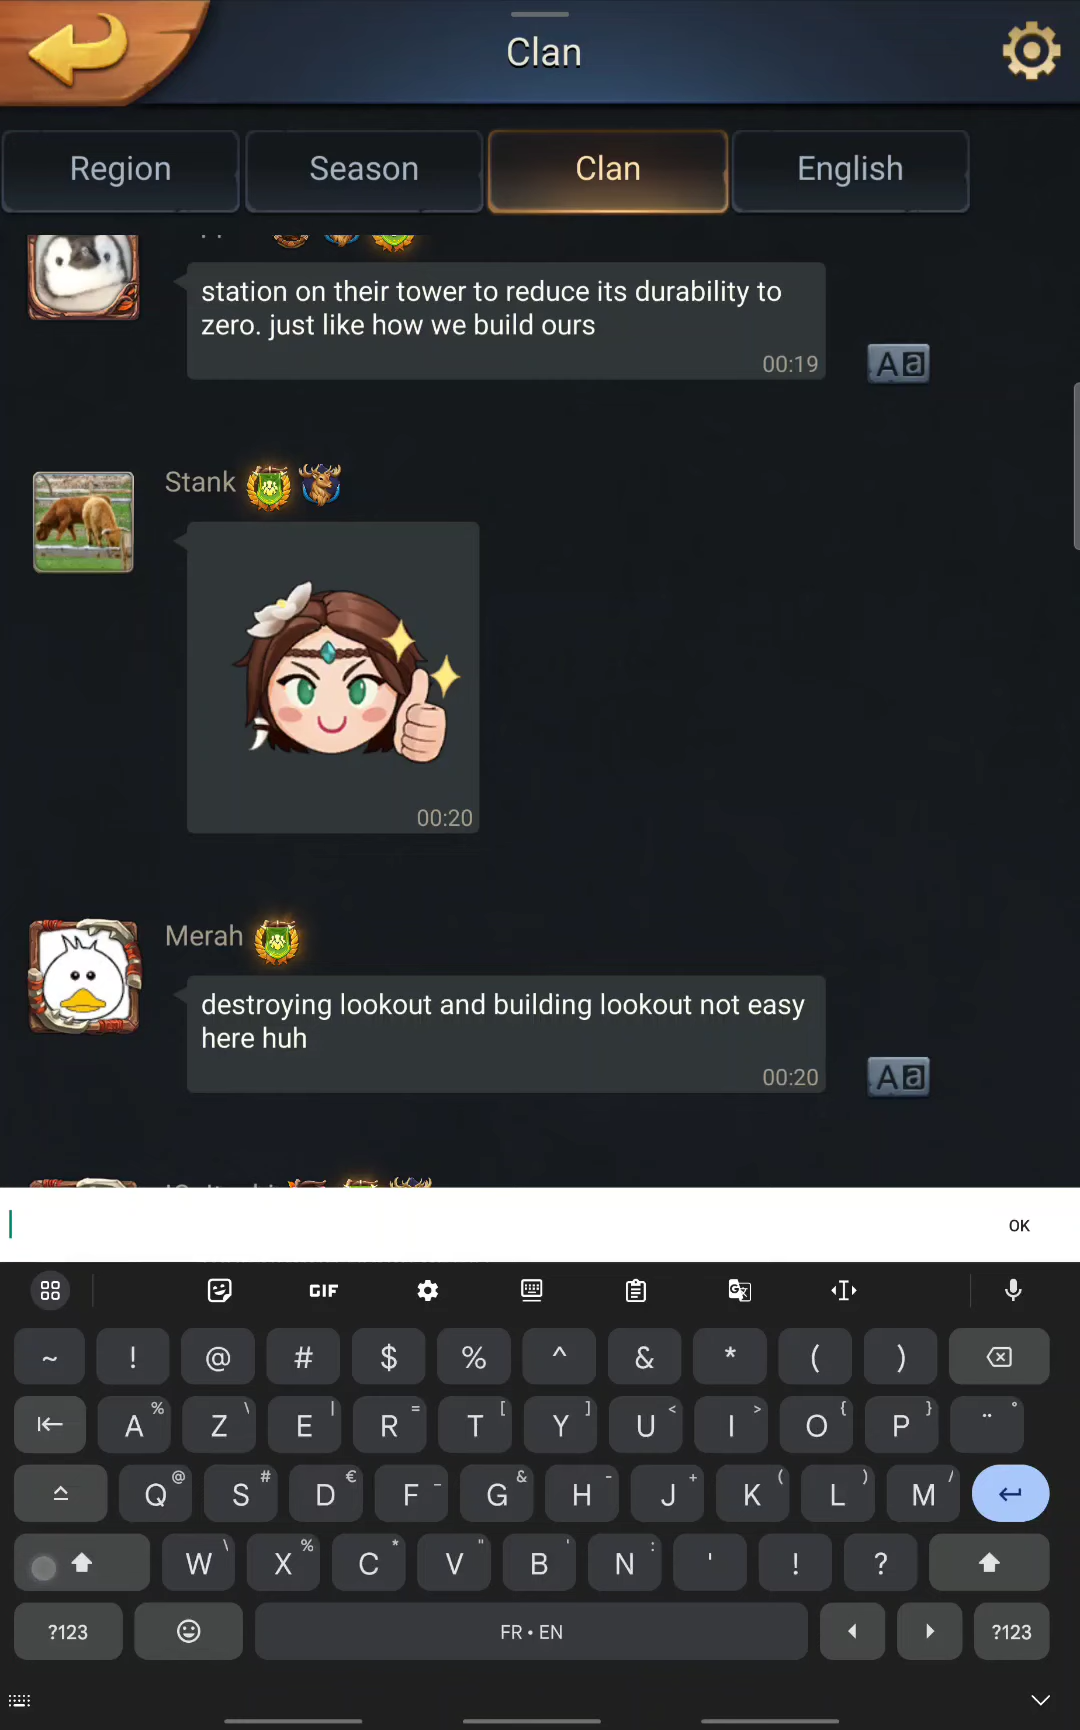 Clan
Region
Season
Clan
English
station on their tower to reduce its durability to
zero. just like how we build ours
00:19
Aa
Stank
00:20
Merah
destroying lookout and building lookout not easy
here huh
00:20
Aa
OK
GIF
~ ! @ # $ % ^ & * ( )
A % Z \ E | R = T [ Y ] U < I > O { P } ¨ °
Q @ S # D € F _ G & H - J + K ( L ) M /
W \ X % C * V " B ' N : ' ! ?
?123
FR • EN
?123